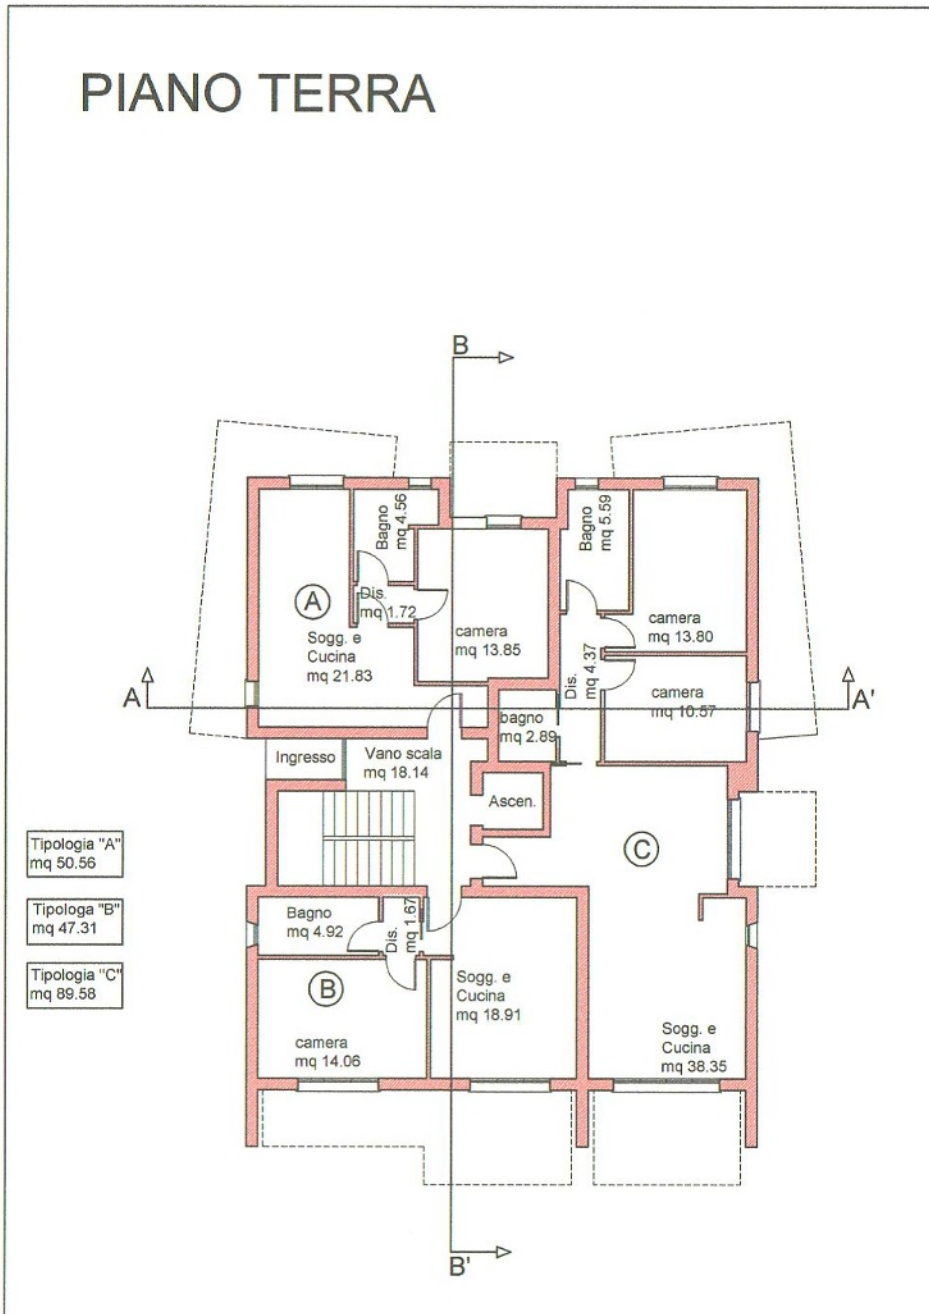 PIANO TERRA
B
Bagno
mq 4.56
Bagno
mq 5.59
A
Dis.
mq 1.72
Sogg. e
Cucina
mq 21.83
camera
mq 13.85
camera
mq 13.80
Dis.
mq 4.37
A
A'
camera
mq 10.57
bagno
mq 2.89
Ingresso
Vano scala
mq 18.14
Ascen.
C
Tipologia "A"
mq 50.56
Tipologa "B"
mq 47.31
Tipologia "C"
mq 89.58
Bagno
mq 4.92
Dis.
mq 1.67
B
Sogg. e
Cucina
mq 18.91
camera
mq 14.06
Sogg. e
Cucina
mq 38.35
B'